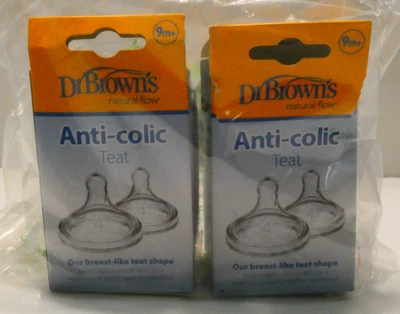 9m+
Dr Brown's
natural flow®
Anti-colic
Teat
Our breast-like teat shape
9m+
Dr Brown's
natural flow®
Anti-colic
Teat
Our breast-like teat shape